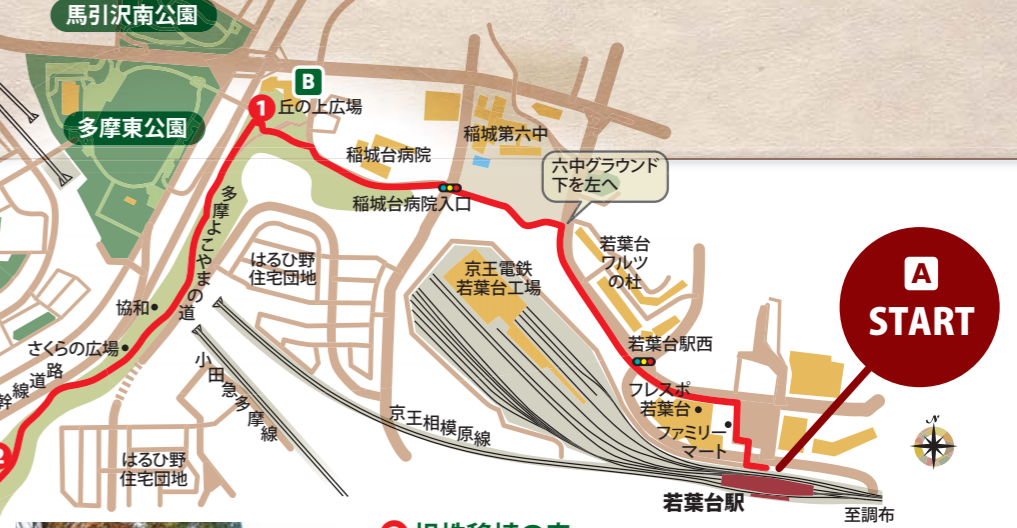 馬引沢南公園
B
1
丘の上広場
多摩東公園
稲城第六中
稲城台病院
六中グラウンド
下を左へ
稲城台病院入口
多摩よこやまの道
若葉台
ワルツ
の杜
はるひ野
住宅団地
京王電鉄
若葉台工場
A
START
協和
さくらの広場
若葉台駅西
幹線道路
小田急多摩線
フレスポ
若葉台
ファミリー
マート
京王相模原線
N
2
はるひ野
住宅団地
若葉台駅
至調布